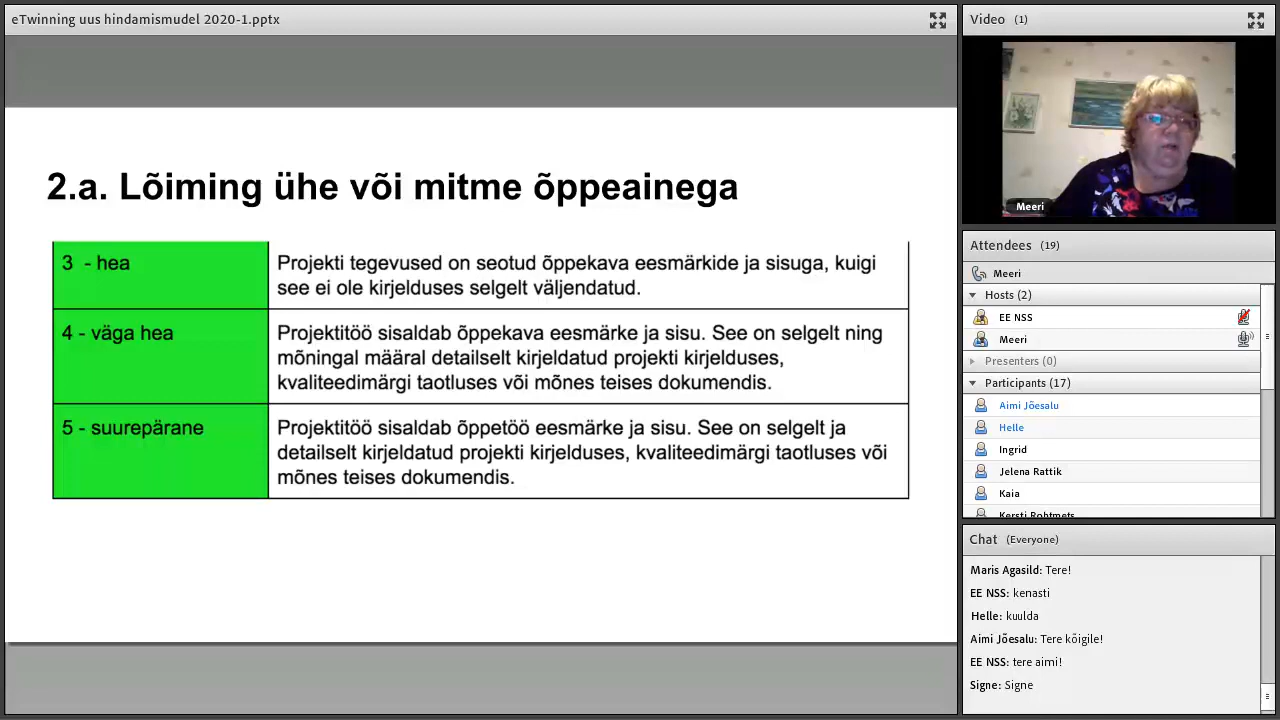 eTwinning uus hindamismudel 2020-1.pptx
2.a. Lõiming ühe või mitme õppeainega
3 - hea
Projekti tegevused on seotud õppekava eesmärkide ja sisuga, kuigi
see ei ole kirjelduses selgelt väljendatud.
4 - väga hea
Projektitöö sisaldab õppekava eesmärke ja sisu. See on selgelt ning
mõningal määral detailselt kirjeldatud projekti kirjelduses,
kvaliteedimärgi taotluses või mõnes teises dokumendis.
5 - suurepärane
Projektitöö sisaldab õppetöö eesmärke ja sisu. See on selgelt ja
detailselt kirjeldatud projekti kirjelduses, kvaliteedimärgi taotluses või
mõnes teises dokumendis.
Video (1)
Meeri
Attendees (19)
Meeri
Hosts (2)
EE NSS
Meeri
Presenters (0)
Participants (17)
Aimi Jõesalu
Helle
Ingrid
Jelena Rattik
Kaia
Kersti Rohtmets
Chat (Everyone)
Maris Agasild: Tere!
EE NSS: kenasti
Helle: kuulda
Aimi Jõesalu: Tere kõigile!
EE NSS: tere aimi!
Signe: Signe